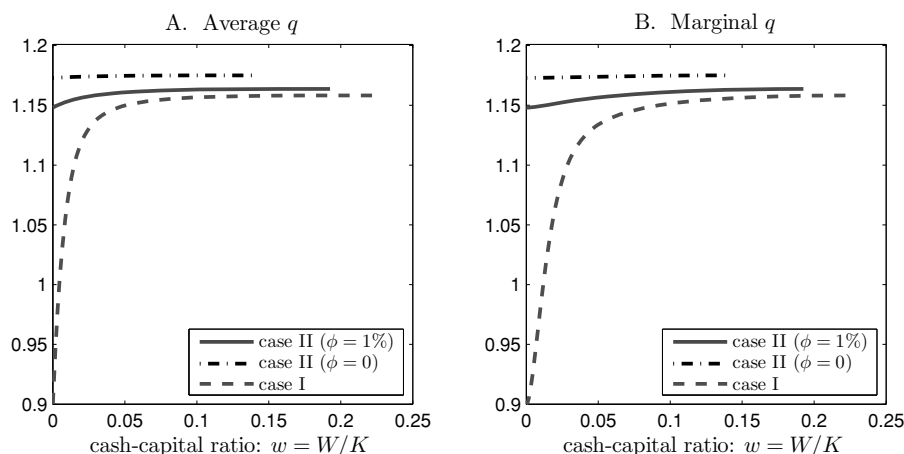 A. Average q
1.2
1.15
1.1
1.05
1
0.95
0.9
0 0.05 0.1 0.15 0.2 0.25
cash-capital ratio: w = W/K
case II (ϕ = 1%)
case II (ϕ = 0)
case I
B. Marginal q
1.2
1.15
1.1
1.05
1
0.95
0.9
0 0.05 0.1 0.15 0.2 0.25
cash-capital ratio: w = W/K
case II (ϕ = 1%)
case II (ϕ = 0)
case I